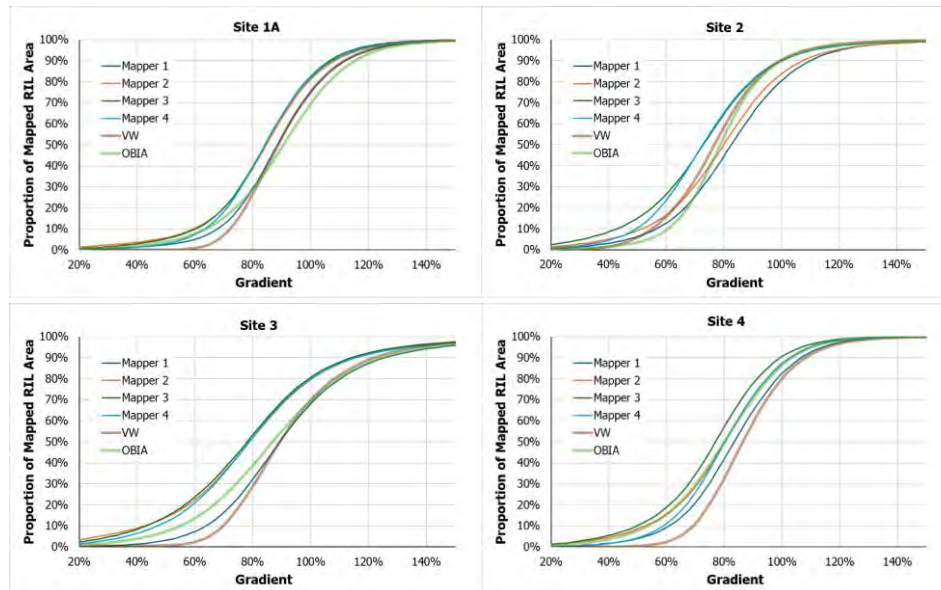 Site 1A
Proportion of Mapped RIL Area
100%
90%
80%
70%
60%
50%
40%
30%
20%
10%
0%
Mapper 1
Mapper 2
Mapper 3
Mapper 4
VW
OBIA
20% 40% 60% 80% 100% 120% 140%
Gradient
Site 2
Proportion of Mapped RIL Area
100%
90%
80%
70%
60%
50%
40%
30%
20%
10%
0%
Mapper 1
Mapper 2
Mapper 3
Mapper 4
VW
OBIA
20% 40% 60% 80% 100% 120% 140%
Gradient
Site 3
Proportion of Mapped RIL Area
100%
90%
80%
70%
60%
50%
40%
30%
20%
10%
0%
Mapper 1
Mapper 2
Mapper 3
Mapper 4
VW
OBIA
20% 40% 60% 80% 100% 120% 140%
Gradient
Site 4
Proportion of Mapped RIL Area
100%
90%
80%
70%
60%
50%
40%
30%
20%
10%
0%
Mapper 1
Mapper 2
Mapper 3
Mapper 4
VW
OBIA
20% 40% 60% 80% 100% 120% 140%
Gradient